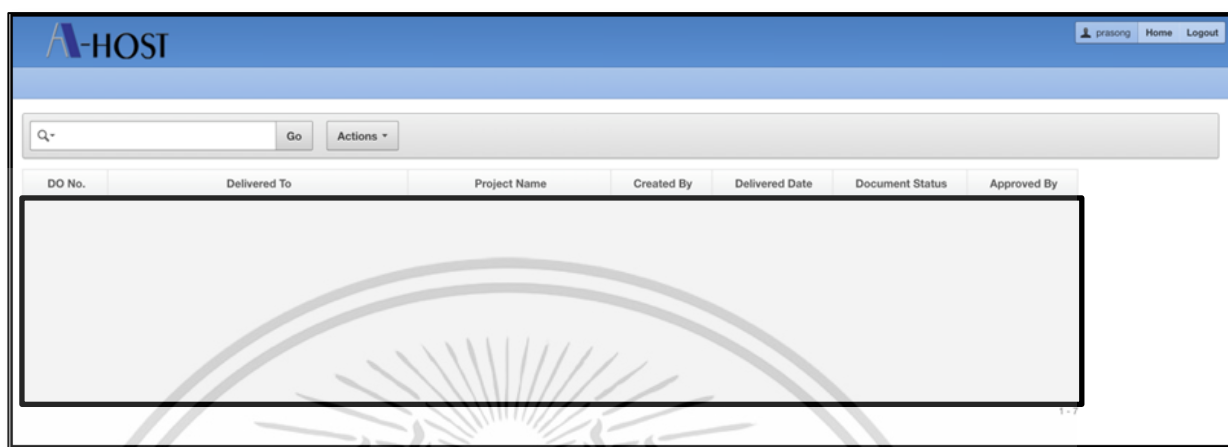 A-HOST
prasong Home Logout
Go Actions
DO No. Delivered To Project Name Created By Delivered Date Document Status Approved By
1 - 7